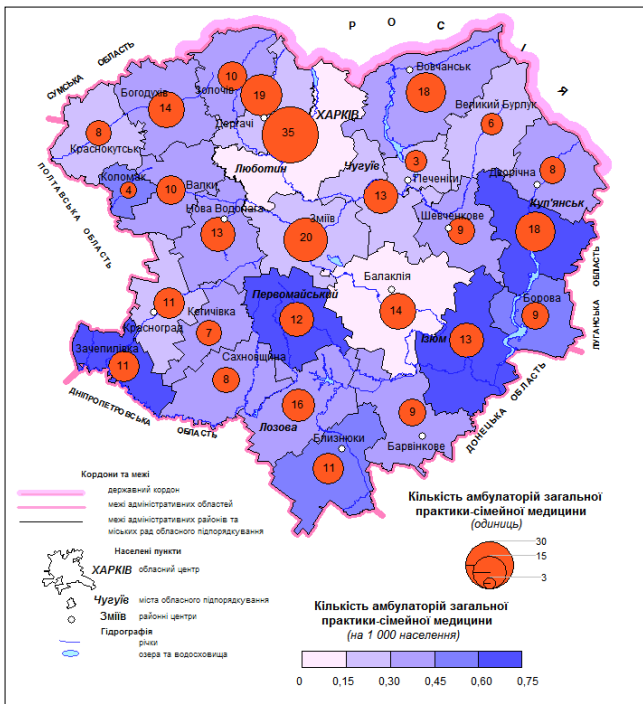 Р О С І Я
СУМСЬКА ОБЛАСТЬ
ПОЛТАВСЬКА ОБЛАСТЬ
ДНІПРОПЕТРОВСЬКА ОБЛАСТЬ
ДОНЕЦЬКА ОБЛАСТЬ
ЛУГАНСЬКА ОБЛАСТЬ
Золочів
10
Богодухів
14
19
Дергачі
ХАРКІВ
35
Вовчанськ
18
Великий Бурлук
6
8
Краснокутськ
Люботин
Чугуїв
3
Печеніги
Дворічна
8
Коломак
4
10
Валки
13
Нова Водолага
13
Зміїв
20
Шевченкове
9
Куп'янськ
18
Балаклія
14
Первомайський
12
Борова
9
11
Красноград
Кегичівка
7
Ізюм
13
Зачепилівка
11
Сахновщина
8
16
Лозова
9
Барвінкове
Близнюки
11
Кордони та межі
державний кордон
межі адміністративних областей
межі адміністративних районів та
міських рад обласного підпорядкування
Населені пункти
ХАРКІВ обласний центр
Чугуїв міста обласного підпорядкування
Зміїв районні центри
Гідрографія
річки
озера та водосховища
Кількість амбулаторій загальної
практики-сімейної медицини
(одиниць)
30
15
3
Кількість амбулаторій загальної
практики-сімейної медицини
(на 1 000 населення)
0 0,15 0,30 0,45 0,60 0,75